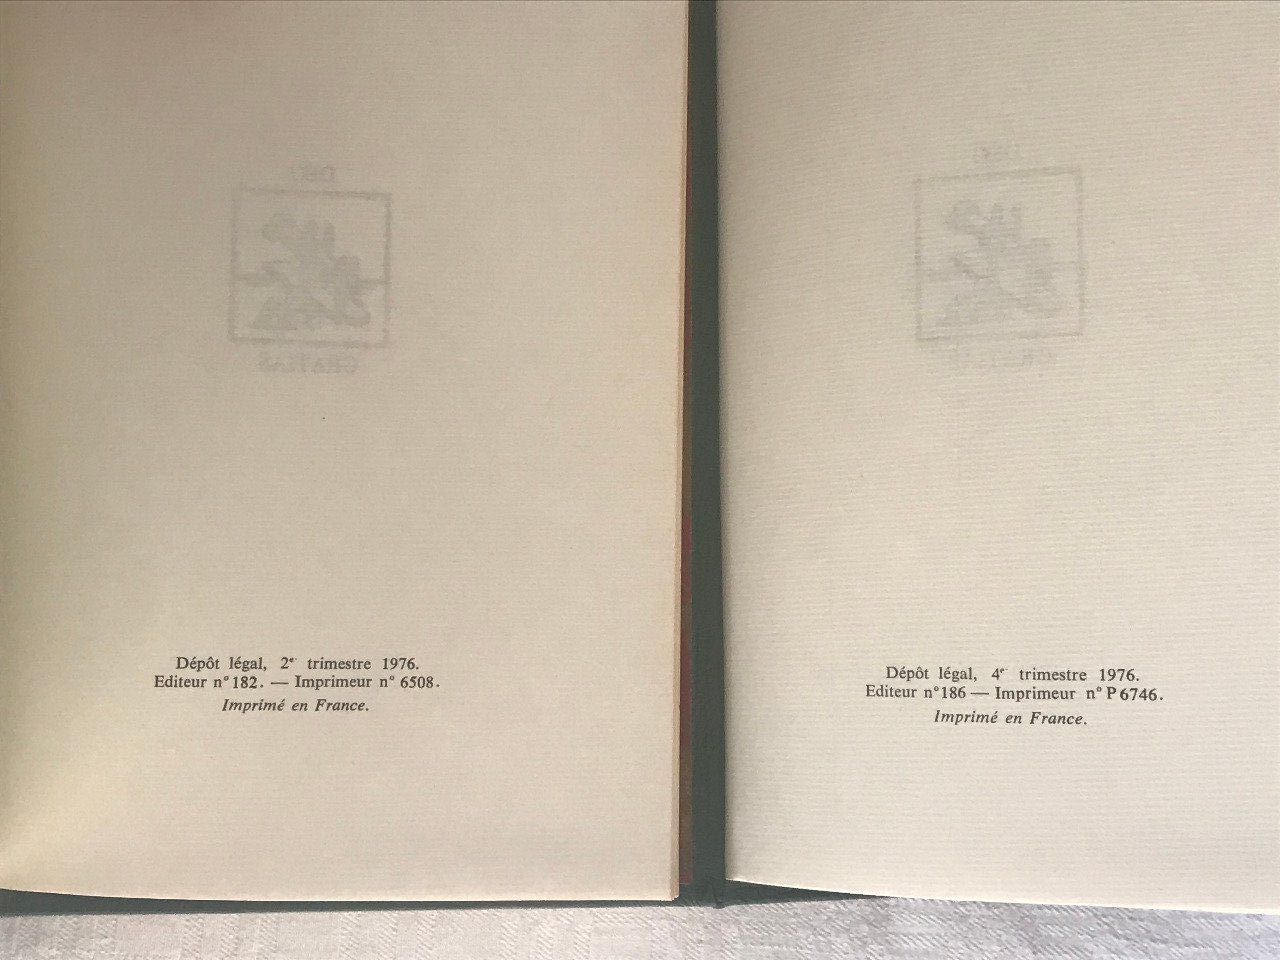 Dépôt légal, 2e trimestre 1976.
Editeur n° 182. — Imprimeur n° 6508.
Imprimé en France.
Dépôt légal, 4e trimestre 1976.
Editeur n° 186 — Imprimeur n° P 6746.
Imprimé en France.